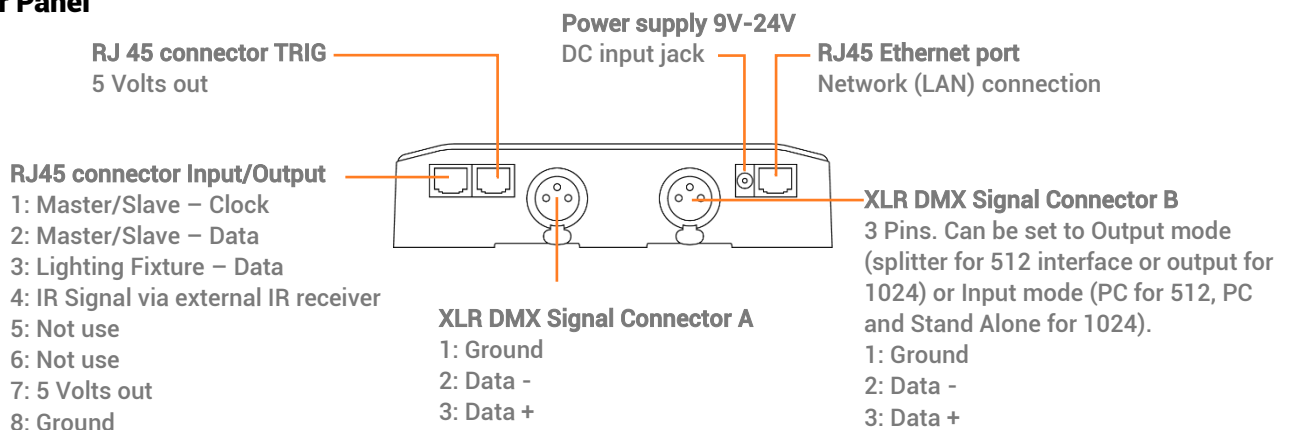 r Panel
Power supply 9V-24V
DC input jack
RJ 45 connector TRIG
5 Volts out
RJ45 Ethernet port
Network (LAN) connection
RJ45 connector Input/Output
1: Master/Slave – Clock
2: Master/Slave – Data
3: Lighting Fixture – Data
4: IR Signal via external IR receiver
5: Not use
6: Not use
7: 5 Volts out
8: Ground
XLR DMX Signal Connector A
1: Ground
2: Data -
3: Data +
XLR DMX Signal Connector B
3 Pins. Can be set to Output mode
(splitter for 512 interface or output for
1024) or Input mode (PC for 512, PC
and Stand Alone for 1024).
1: Ground
2: Data -
3: Data +